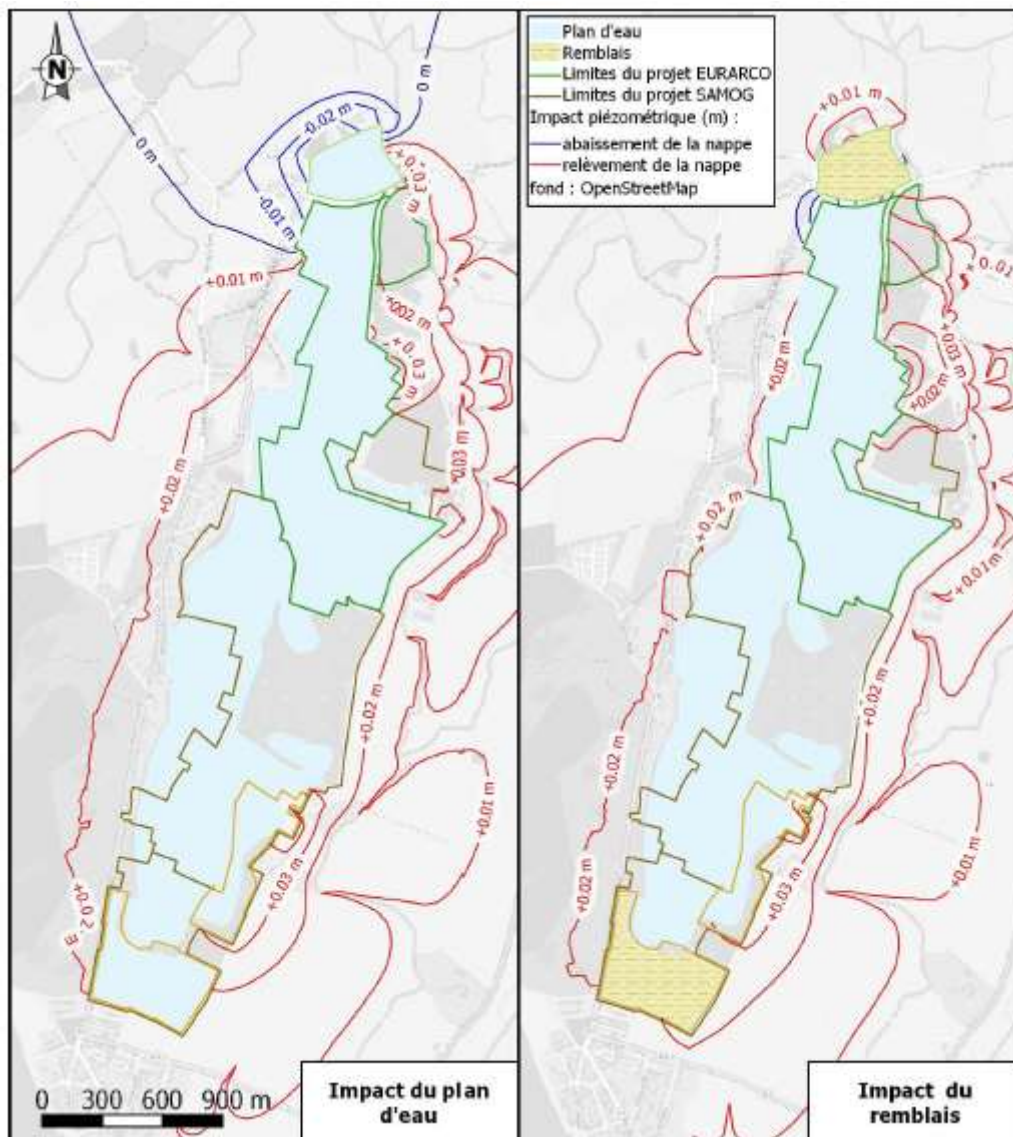 N
0 m
0 m
-0.02 m
-0.01 m
+0.03 m
+0.01 m
+0.03 m
+0.03 m
+0.02 m
+0.02 m
+0.01 m
+0.03 m
+0.02 m
0 300 600 900 m
Impact du plan
d'eau
Plan d'eau
Remblais
Limites du projet EURARCO
Limites du projet SAMOG
Impact piézométrique (m) :
abaissement de la nappe
relèvement de la nappe
fond : OpenStreetMap
+0.01 m
+0.01
+0.02 m
+0.03 m
+0.02 m
+0.02 m
+0.01 m
+0.02 m
+0.02 m
+0.01 m
+0.02 m
+0.03 m
Impact du
remblais